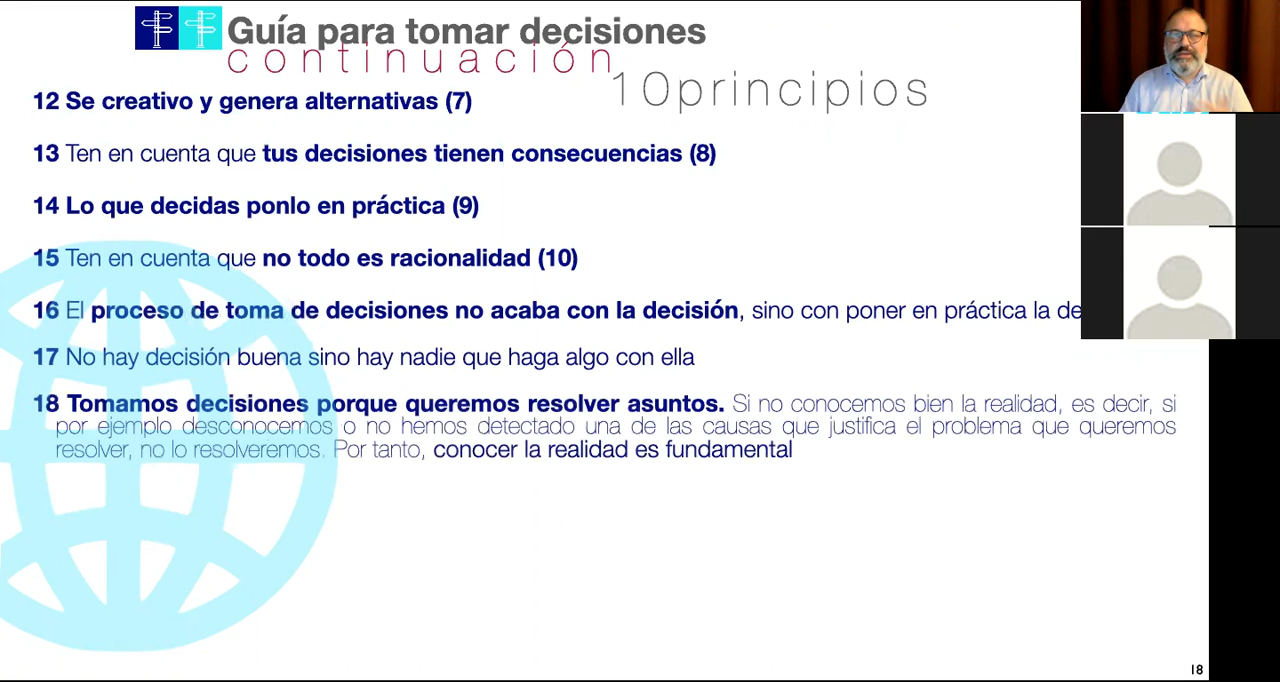 Guía para tomar decisiones
continuación
10principios
12 Se creativo y genera alternativas (7)
13 Ten en cuenta que tus decisiones tienen consecuencias (8)
14 Lo que decidas ponlo en práctica (9)
15 Ten en cuenta que no todo es racionalidad (10)
16 El proceso de toma de decisiones no acaba con la decisión, sino con poner en práctica la de
17 No hay decisión buena sino hay nadie que haga algo con ella
18 Tomamos decisiones porque queremos resolver asuntos. Si no conocemos bien la realidad, es decir, si
por ejemplo desconocemos o no hemos detectado una de las causas que justifica el problema que queremos
resolver, no lo resolveremos. Por tanto, conocer la realidad es fundamental
18